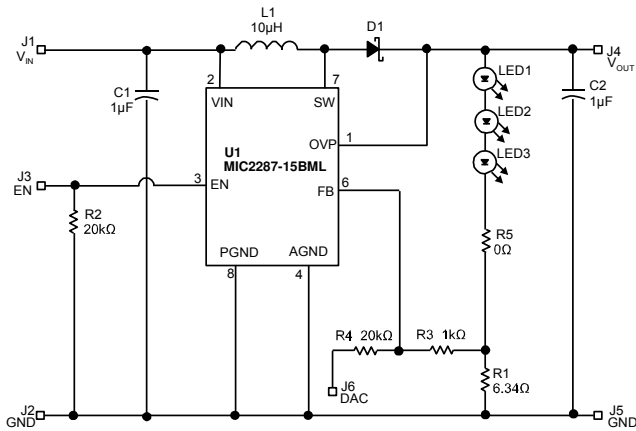 L1
10µH
D1
J1
VIN
J4
VOUT
2
7
C1
1µF
VIN
SW
LED1
C2
1µF
LED2
OVP
1
U1
MIC2287-15BML
LED3
J3
EN
3
EN
FB
6
R2
20kΩ
R5
0Ω
PGND
AGND
8
4
R4 20kΩ
R3 1kΩ
J6
DAC
R1
6.34Ω
J2
GND
J5
GND